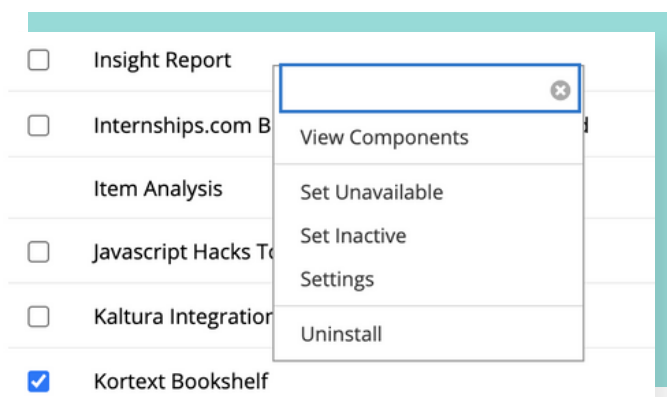 Insight Report
Internships.com B
View Components
Item Analysis
Set Unavailable
Set Inactive
Javascript Hacks To
Settings
Kaltura Integration
Uninstall
Kortext Bookshelf